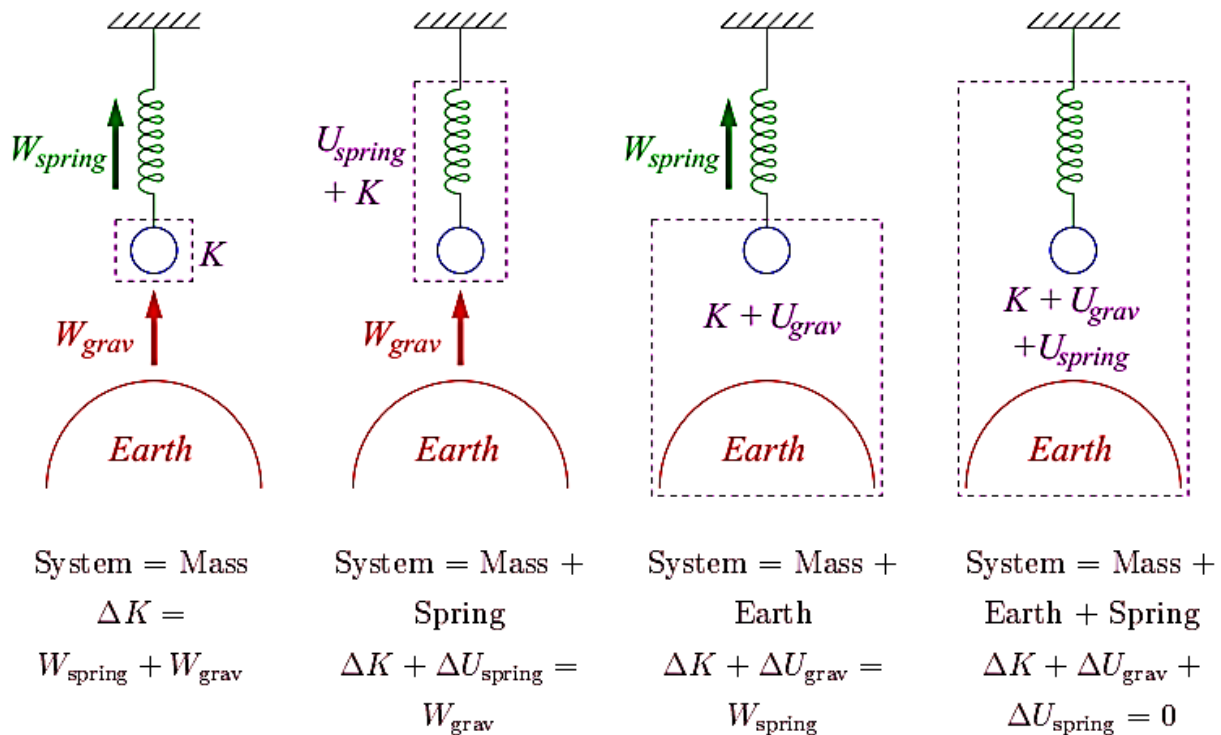 W_spring
K
W_grav
Earth
System = Mass
ΔK =
W_spring + W_grav
U_spring
+ K
W_grav
Earth
System = Mass +
Spring
ΔK + ΔU_spring =
W_grav
W_spring
K + U_grav
Earth
System = Mass +
Earth
ΔK + ΔU_grav =
W_spring
K + U_grav
+U_spring
Earth
System = Mass +
Earth + Spring
ΔK + ΔU_grav +
ΔU_spring = 0